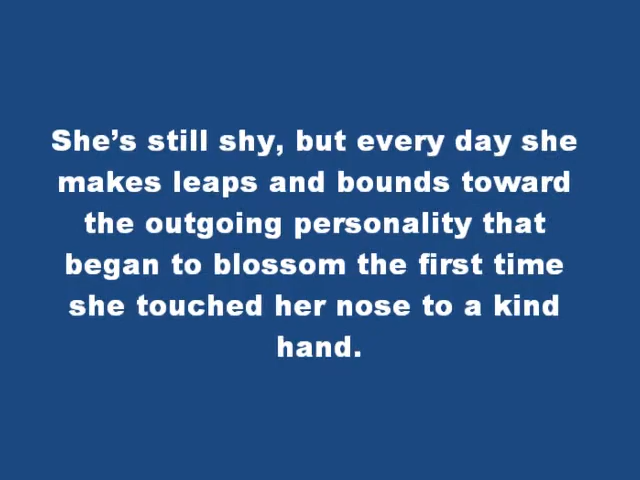 She’s still shy, but every day she
makes leaps and bounds toward
the outgoing personality that
began to blossom the first time
she touched her nose to a kind
hand.